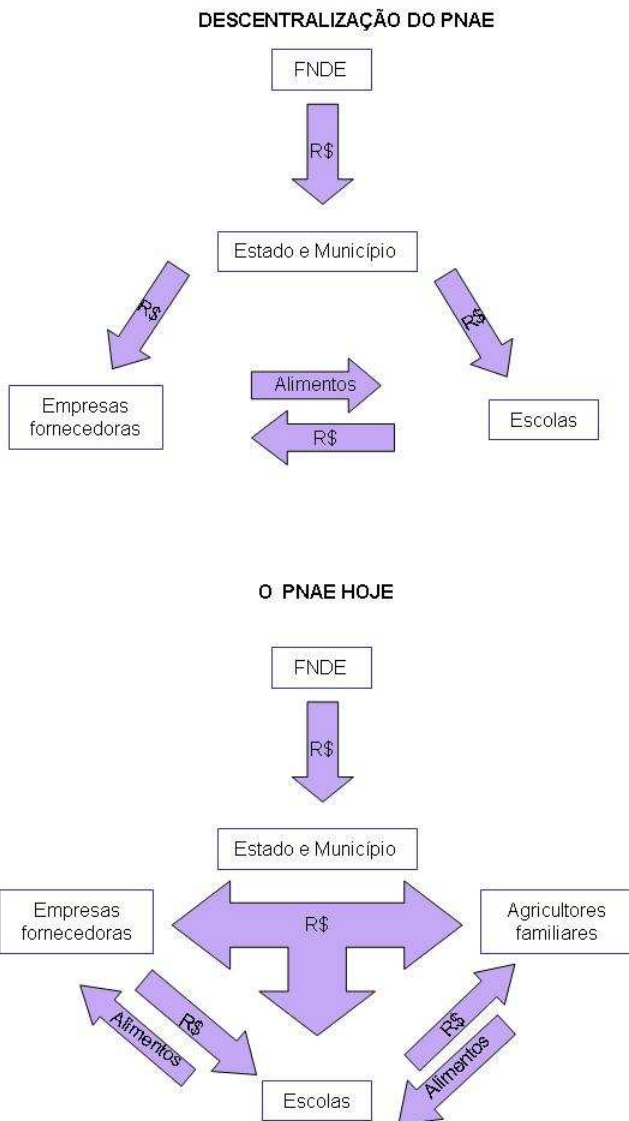 DESCENTRALIZAÇÃO DO PNAE
FNDE
R$
Estado e Município
R$
R$
Empresas
fornecedoras
Alimentos
R$
Escolas
O PNAE HOJE
FNDE
R$
Estado e Município
Empresas
fornecedoras
R$
Agricultores
familiares
Alimentos
R$
R$
Alimentos
Escolas